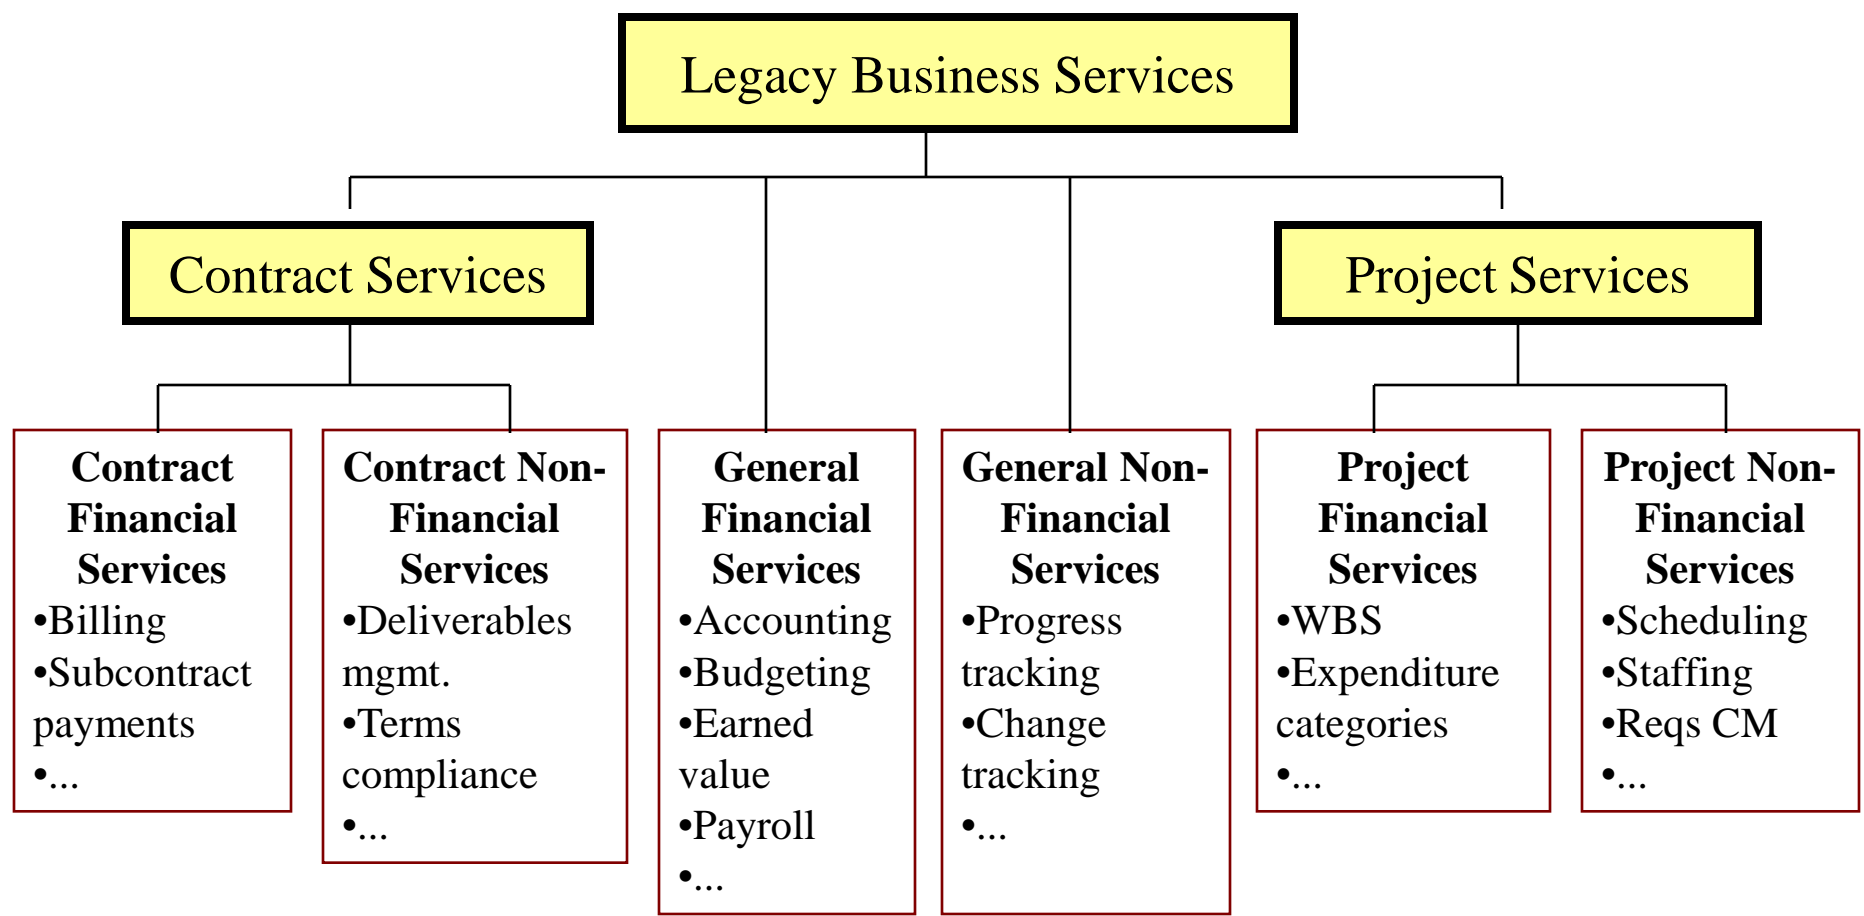 Legacy Business Services
Contract Services
Project Services
Contract
Financial
Services
•Billing
•Subcontract
payments
•...
Contract Non-
Financial
Services
•Deliverables
mgmt.
•Terms
compliance
•...
General
Financial
Services
•Accounting
•Budgeting
•Earned
value
•Payroll
•...
General Non-
Financial
Services
•Progress
tracking
•Change
tracking
•...
Project
Financial
Services
•WBS
•Expenditure
categories
•...
Project Non-
Financial
Services
•Scheduling
•Staffing
•Reqs CM
•...